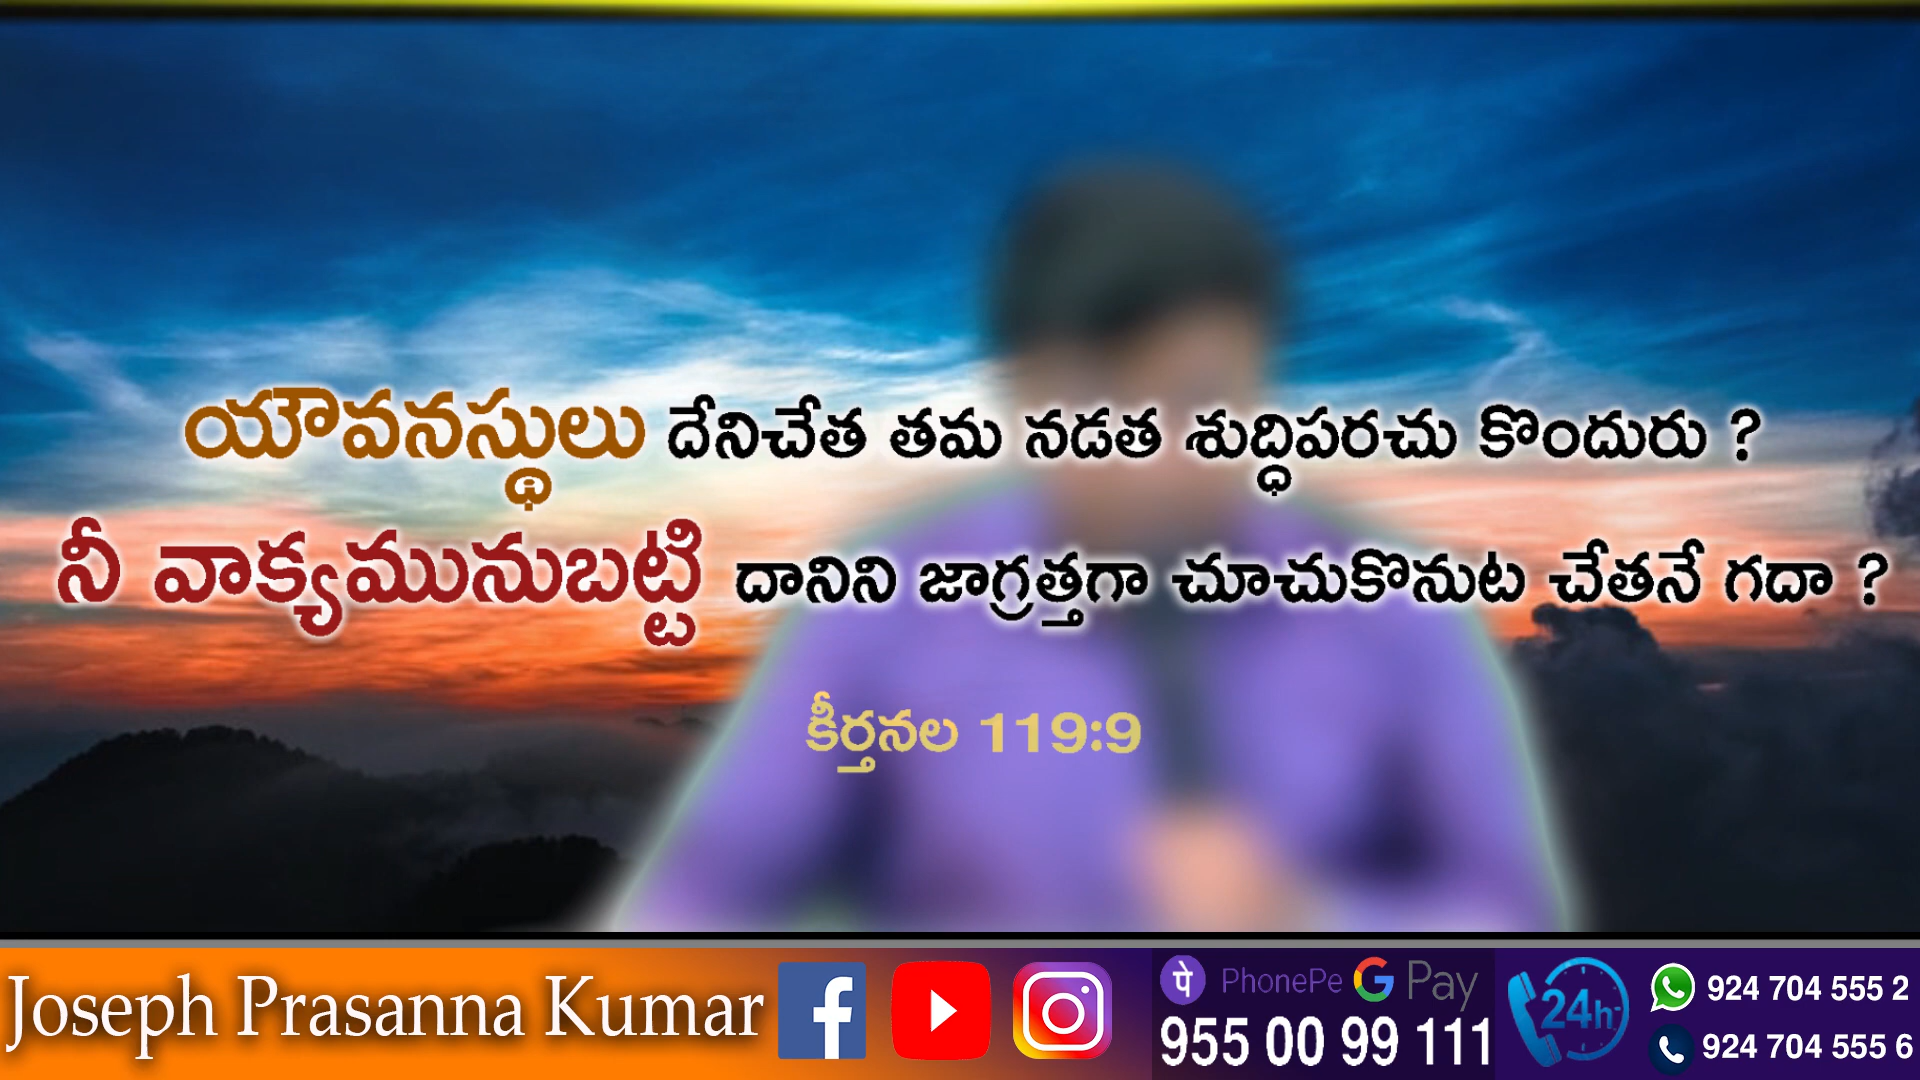 యౌవనస్థులు దేనిచేత తమ నడత శుద్ధిపరచు కొందురు ?
నీ వాక్యమునుబట్టి దానిని జాగ్రత్తగా చూచుకొనుట చేతనే గదా ?
కీర్తనల 119:9
Joseph Prasanna Kumar
पे PhonePe G Pay
955 00 99 111
24h
924 704 555 2
924 704 555 6